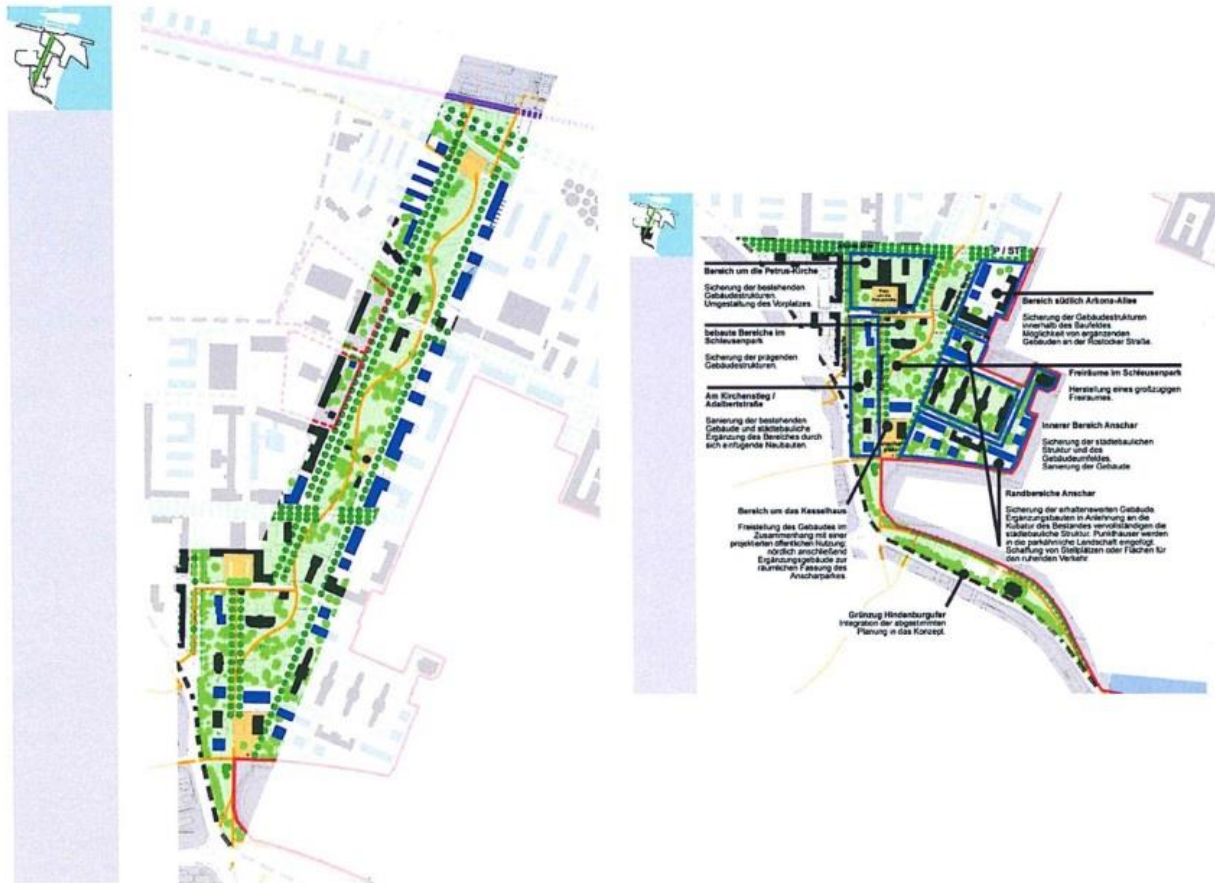 P / ST
Bereich um die Petrus-Kirche
Sicherung der bestehenden
Gebäudestrukturen.
Umgestaltung des Vorplatzes.
bebaute Bereiche im
Schleusenpark
Sicherung der prägenden
Gebäudestrukturen.
Am Kirchenstieg /
Adalbertstraße
Sanierung der bestehenden
Gebäude und städtebauliche
Ergänzung des Bereiches durch
sich einfügende Neubauten.
Bereich um das Kesselhaus
Freistellung des Gebäudes im
Zusammenhang mit einer
projektierten öffentlichen Nutzung;
nördlich anschließend
Ergänzungsgebäude zur
räumlichen Fassung des
Anscharparkes.
Grünzug Hindenburgufer
Integration der abgestimmten
Planung in das Konzept.
Bereich südlich Arkona-Allee
Sicherung der Gebäudestrukturen
innerhalb des Baufeldes
Möglichkeit von ergänzenden
Gebäuden an der Rostocker Straße.
Freiräume im Schleusenpark
Herstellung eines großzügigen
Freiraumes.
Innerer Bereich Anschar
Sicherung der städtebaulichen
Struktur und des
Gebäudeumfeldes.
Sanierung der Gebäude
Randbereiche Anschar
Sicherung der erhaltenswerten Gebäude.
Ergänzungsbauten in Anlehnung an die
Kubatur des Bestandes vervollständigen die
städtebauliche Struktur. Punkthäuser werden
in die parkähnliche Landschaft eingefügt.
Schaffung von Stellplätzen oder Flächen für
den ruhenden Verkehr